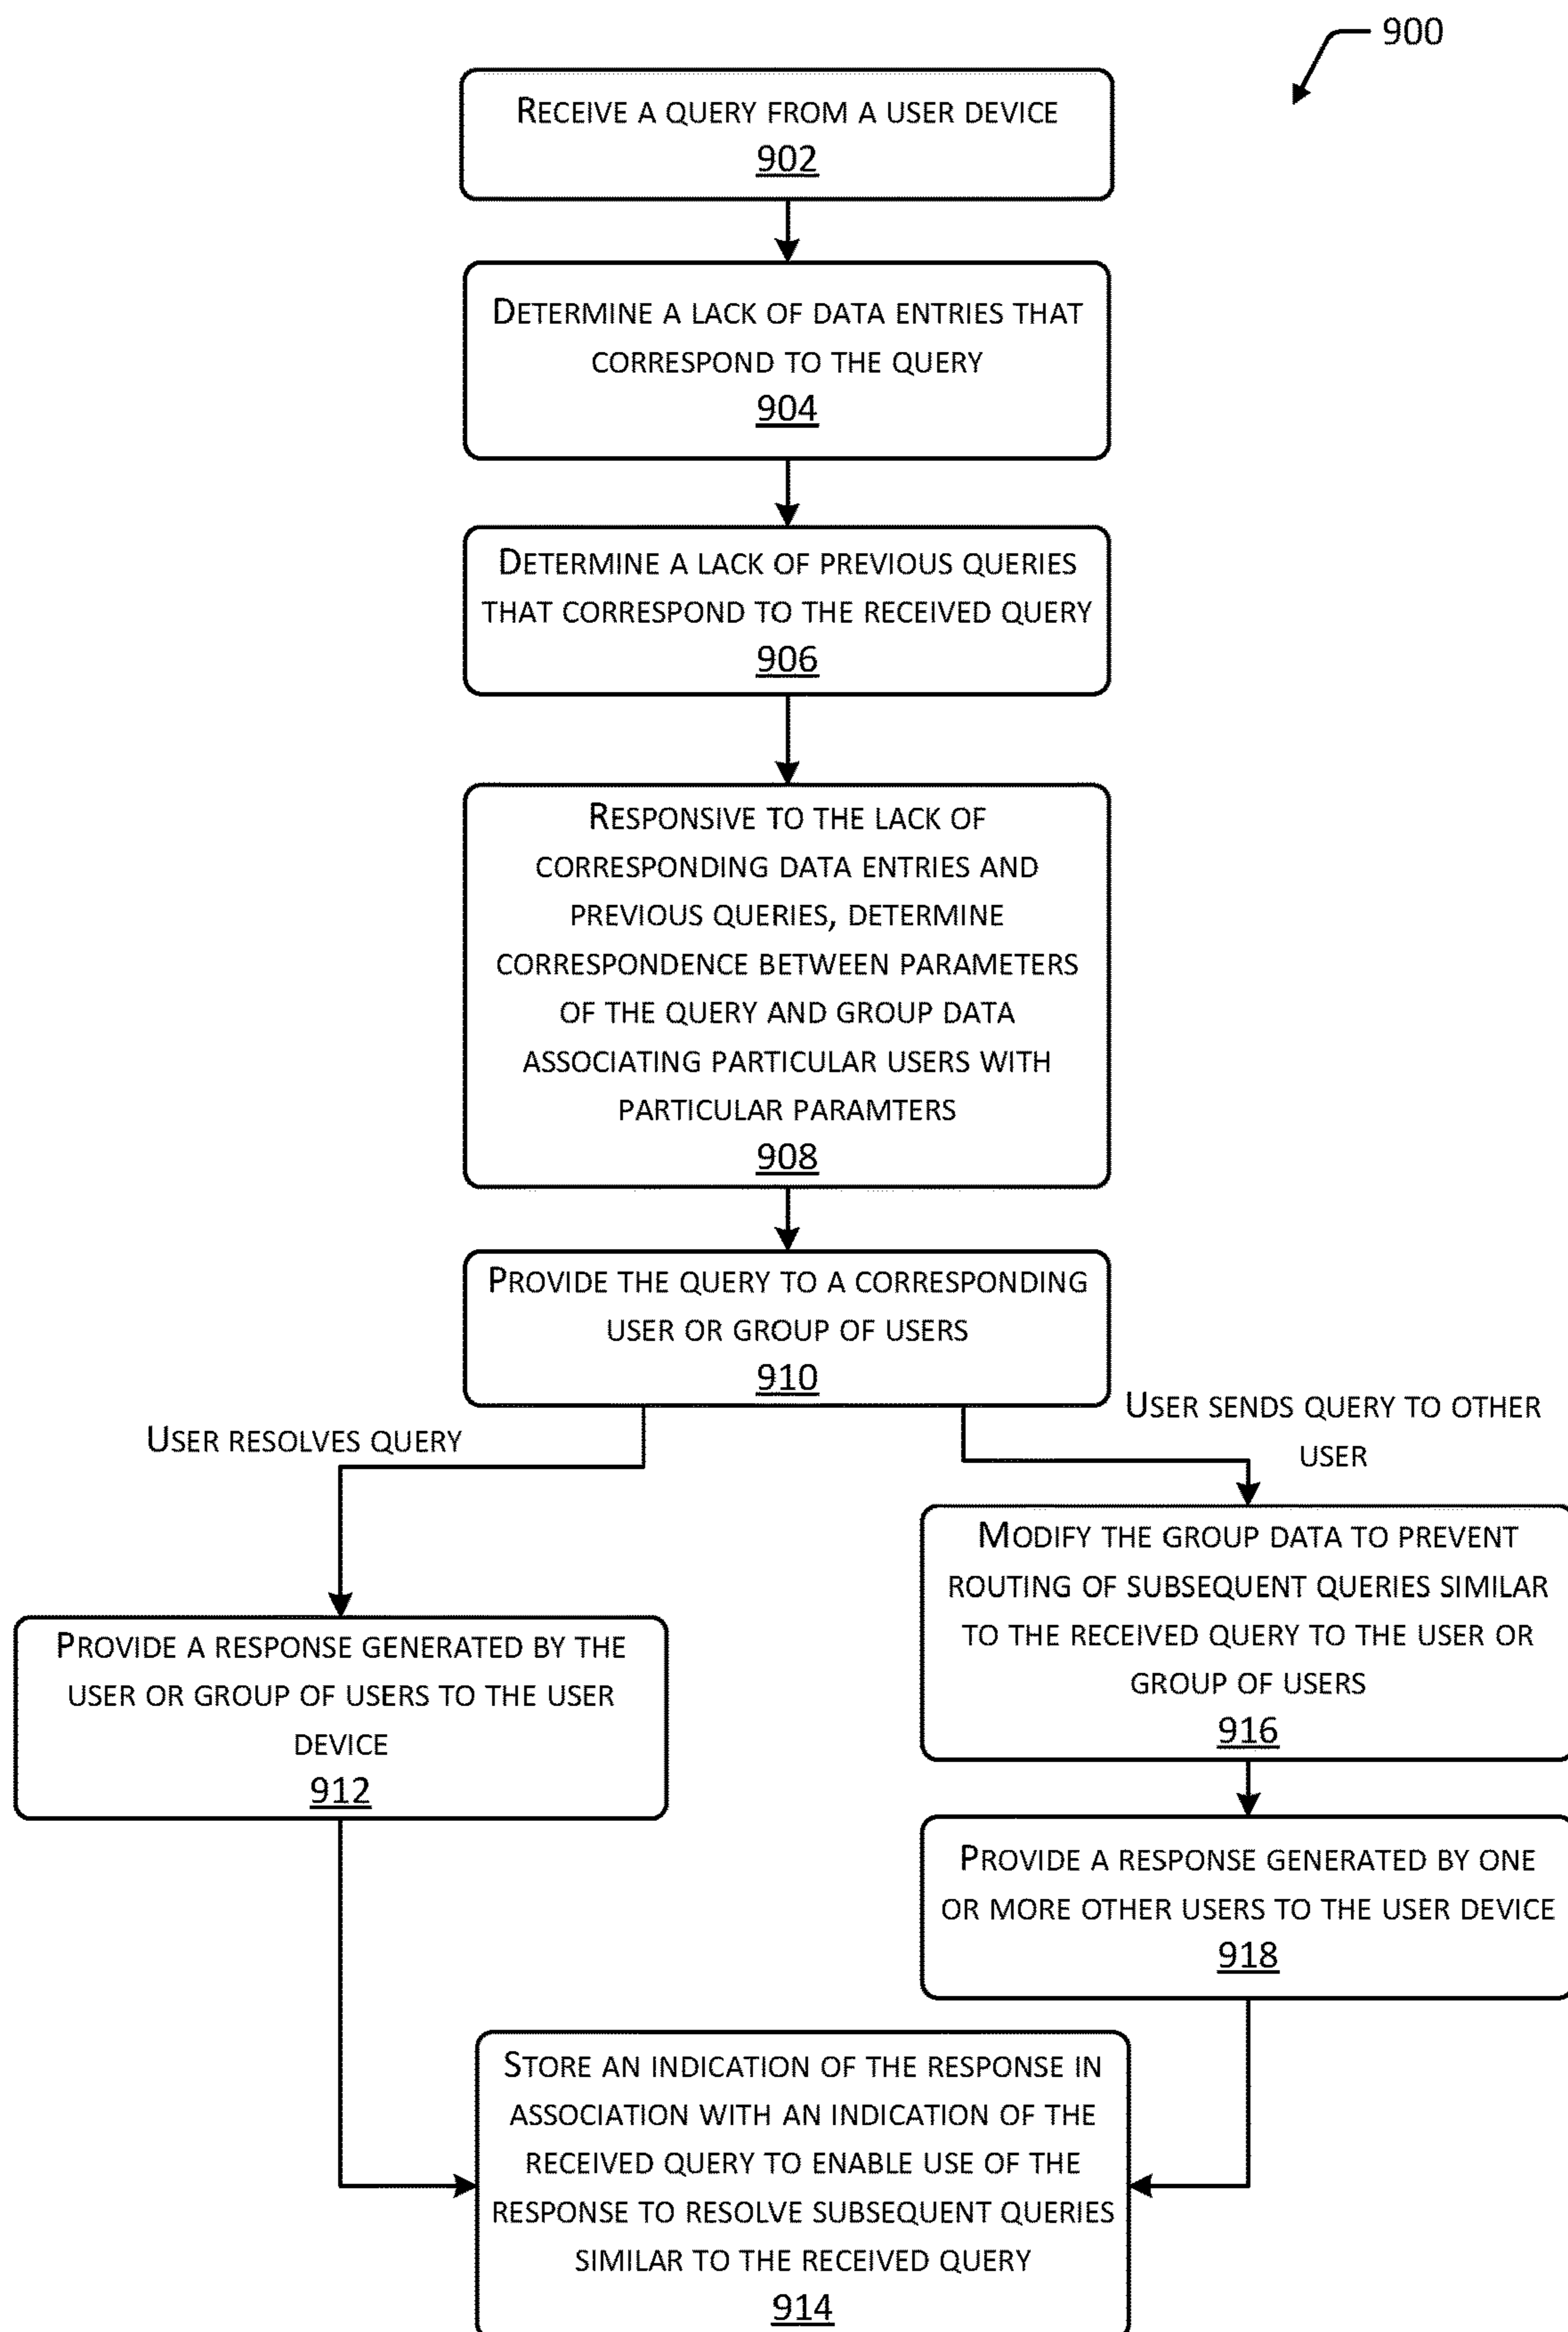 900
RECEIVE A QUERY FROM A USER DEVICE
902
DETERMINE A LACK OF DATA ENTRIES THAT
CORRESPOND TO THE QUERY
904
DETERMINE A LACK OF PREVIOUS QUERIES
THAT CORRESPOND TO THE RECEIVED QUERY
906
RESPONSIVE TO THE LACK OF
CORRESPONDING DATA ENTRIES AND
PREVIOUS QUERIES, DETERMINE
CORRESPONDENCE BETWEEN PARAMETERS
OF THE QUERY AND GROUP DATA
ASSOCIATING PARTICULAR USERS WITH
PARTICULAR PARAMTERS
908
PROVIDE THE QUERY TO A CORRESPONDING
USER OR GROUP OF USERS
910
USER RESOLVES QUERY
USER SENDS QUERY TO OTHER
USER
PROVIDE A RESPONSE GENERATED BY THE
USER OR GROUP OF USERS TO THE USER
DEVICE
912
MODIFY THE GROUP DATA TO PREVENT
ROUTING OF SUBSEQUENT QUERIES SIMILAR
TO THE RECEIVED QUERY TO THE USER OR
GROUP OF USERS
916
PROVIDE A RESPONSE GENERATED BY ONE
OR MORE OTHER USERS TO THE USER DEVICE
918
STORE AN INDICATION OF THE RESPONSE IN
ASSOCIATION WITH AN INDICATION OF THE
RECEIVED QUERY TO ENABLE USE OF THE
RESPONSE TO RESOLVE SUBSEQUENT QUERIES
SIMILAR TO THE RECEIVED QUERY
914